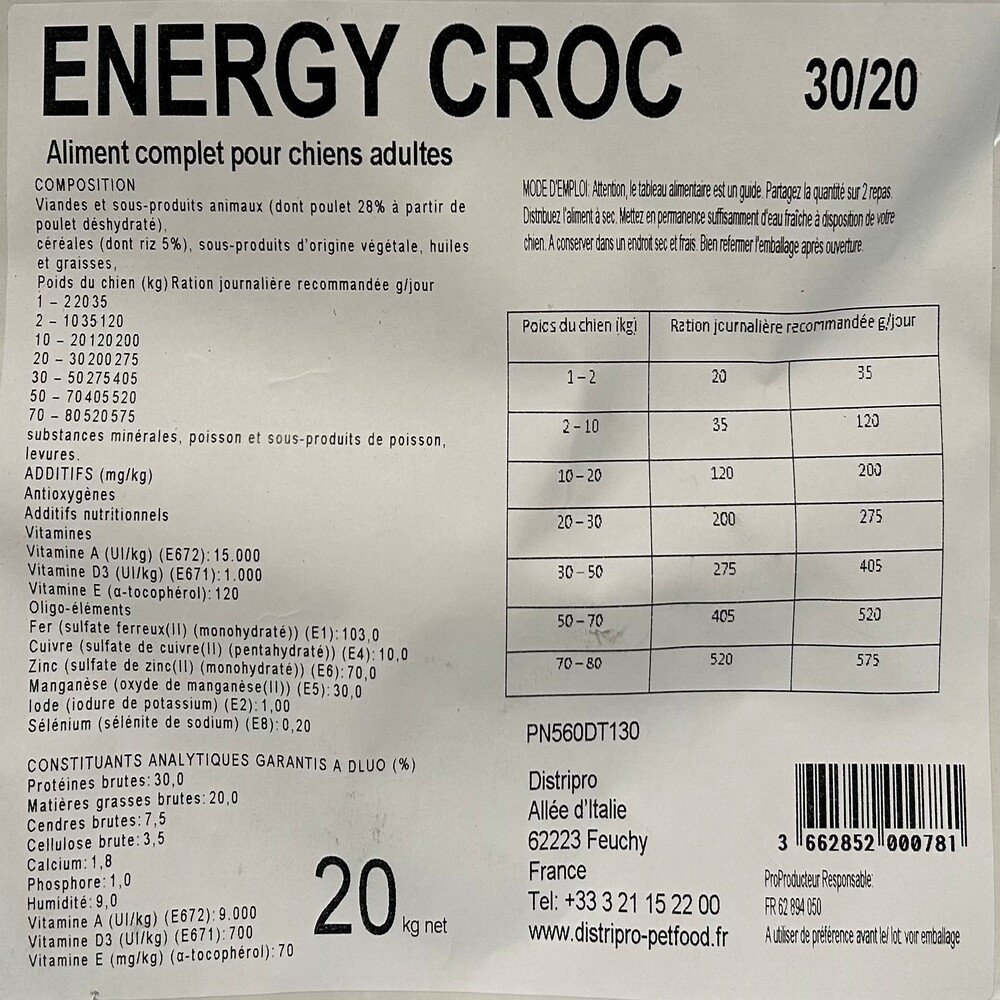 ENERGY CROC 30/20
Aliment complet pour chiens adultes
COMPOSITION
Viandes et sous-produits animaux (dont poulet 28% à partir de
poulet déshydraté),
céréales (dont riz 5%), sous-produits d'origine végétale, huiles
et graisses,
Poids du chien (kg) Ration journalière recommandée g/jour
1 – 22035
2 – 1035120
10 – 20120200
20 – 30200275
30 – 50275405
50 – 70405520
70 – 80520575
substances minérales, poisson et sous-produits de poisson,
levures.
ADDITIFS (mg/kg)
Antioxygènes
Additifs nutritionnels
Vitamines
Vitamine A (UI/kg) (E672): 15.000
Vitamine D3 (UI/kg) (E671): 1.000
Vitamine E (α-tocophérol): 120
Oligo-éléments
Fer (sulfate ferreux(II) (monohydraté)) (E1): 103,0
Cuivre (sulfate de cuivre(II) (pentahydraté)) (E4): 10,0
Zinc (sulfate de zinc(II) (monohydraté)) (E6): 70,0
Manganèse (oxyde de manganèse(II)) (E5): 30,0
Iode (iodure de potassium) (E2): 1,00
Sélénium (sélénite de sodium) (E8): 0,20
CONSTITUANTS ANALYTIQUES GARANTIS A DLUO (%)
Protéines brutes: 30,0
Matières grasses brutes: 20,0
Cendres brutes: 7,5
Cellulose brute: 3,5
Calcium: 1,8
Phosphore: 1,0
Humidité: 9,0
Vitamine A (UI/kg) (E672): 9.000
Vitamine D3 (UI/kg) (E671): 700
Vitamine E (mg/kg) (α-tocophérol): 70
20 kg net
MODE D'EMPLOI: Attention, le tableau alimentaire est un guide. Partagez la quantité sur 2 repas.
Distribuez l'aliment à sec. Mettez en permanence suffisamment d'eau fraîche à disposition de votre
chien. A conserver dans un endroit sec et frais. Bien refermer l'emballage après ouverture.
Poids du chien (kg) Ration journalière recommandée g/jour
1 – 2 20 35
2 – 10 35 120
10 – 20 120 200
20 – 30 200 275
30 – 50 275 405
50 – 70 405 520
70 – 80 520 575
PN560DT130
Distripro
Allée d'Italie
62223 Feuchy
France
Tel: +33 3 21 15 22 00
www.distripro-petfood.fr
3 662852 000781
ProProducteur Responsable:
FR 62 894 050
A utiliser de préférence avant le/ lot: voir emballage